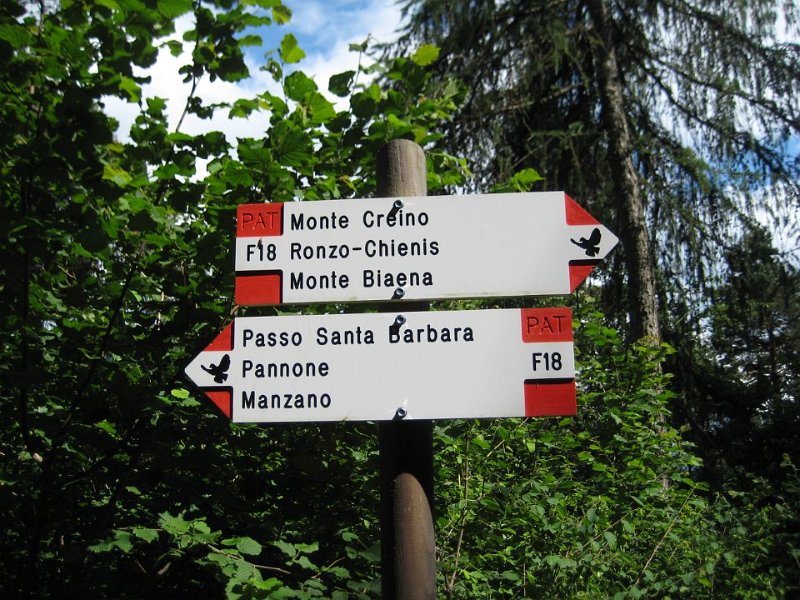 PAT Monte Creino
F18 Ronzo-Chienis
Monte Biaena
Passo Santa Barbara PAT
Pannone F18
Manzano